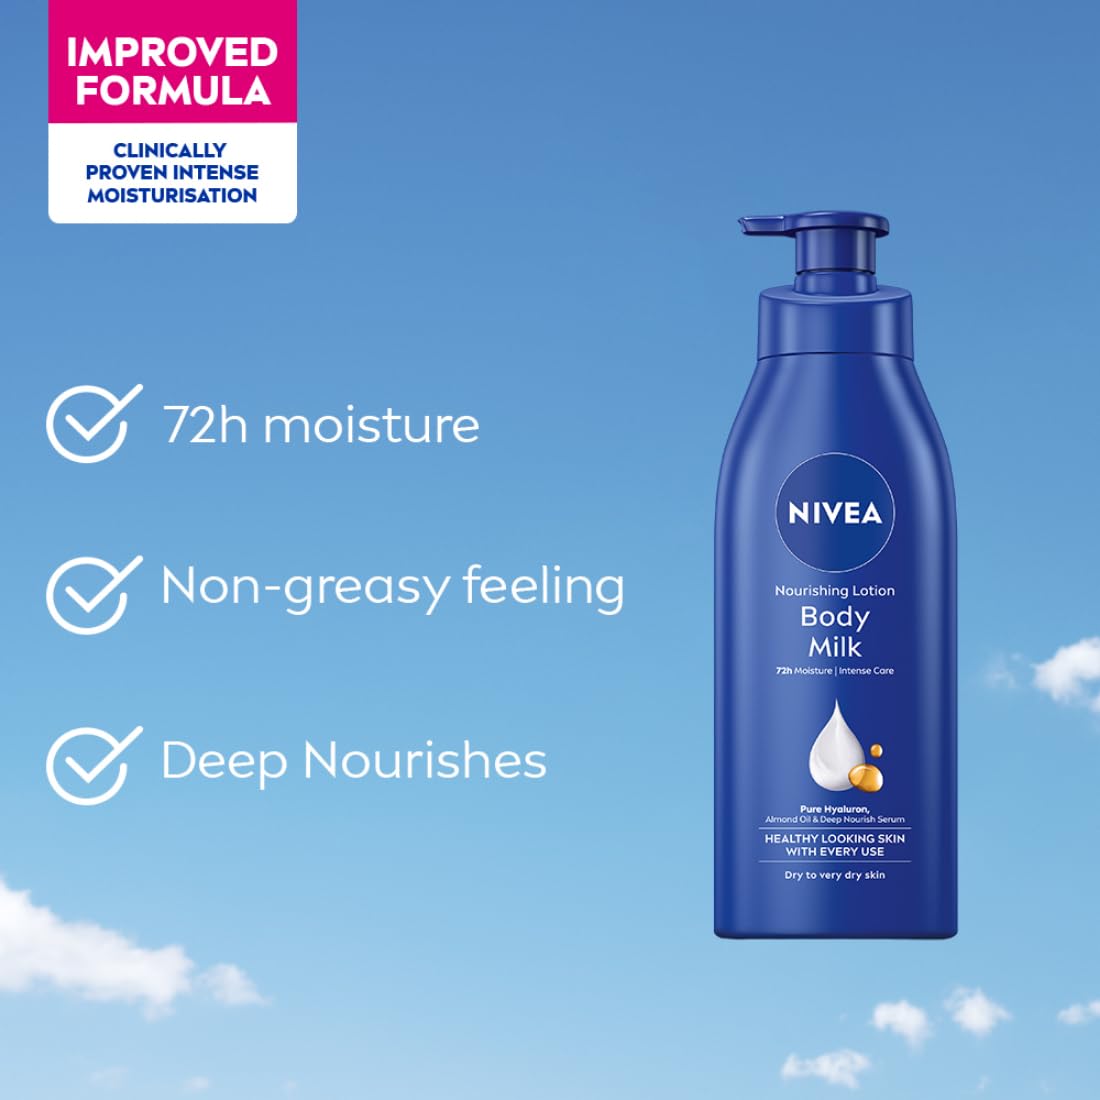 IMPROVED
FORMULA
CLINICALLY
PROVEN INTENSE
MOISTURISATION
72h moisture
Non-greasy feeling
Deep Nourishes
NIVEA
Nourishing Lotion
Body
Milk
72h Moisture | Intense Care
Pure Hyaluron,
Almond Oil & Deep Nourish Serum
HEALTHY LOOKING SKIN
WITH EVERY USE
Dry to very dry skin